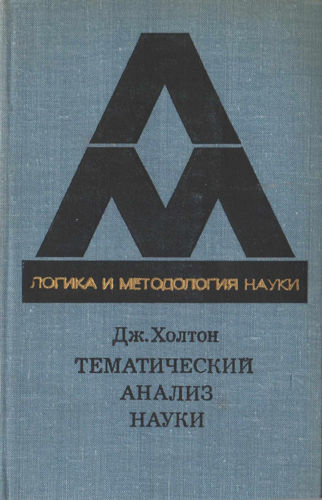 ЛОГИКА И МЕТОДОЛОГИЯ НАУКИ
Дж. Холтон
ТЕМАТИЧЕСКИЙ
АНАЛИЗ
НАУКИ